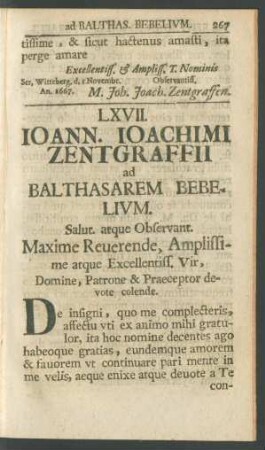 ad BALTHAS. BEBELIVM. 267
tissime, & sicut hactenus amasti, ita
perge amare
Excellentiss. & Ampliss. T. Nominis
Scr. Witteberg. d. 1 Novembr. Observantiss.
An. 1667. M. Joh. Joach. Zentgraffen.
LXVII.
IOANN. IOACHIMI
ZENTGRAFFII
ad
BALTHASAREM BEBE-
LIVM.
Salut. atque Observant.
Maxime Reuerende, Amplissi-
me atque Excellentiss. Vir,
Domine, Patrone & Praeceptor de-
vote colende.
De insigni, quo me complecteris,
affectu vti ex animo mihi gratu-
lor, ita hoc nomine decentes ago
habeoque gratias, eundemque amorem
& fauorem vt continuare pari mente in
me velis, aeque enixe atque deuote a Te
con-